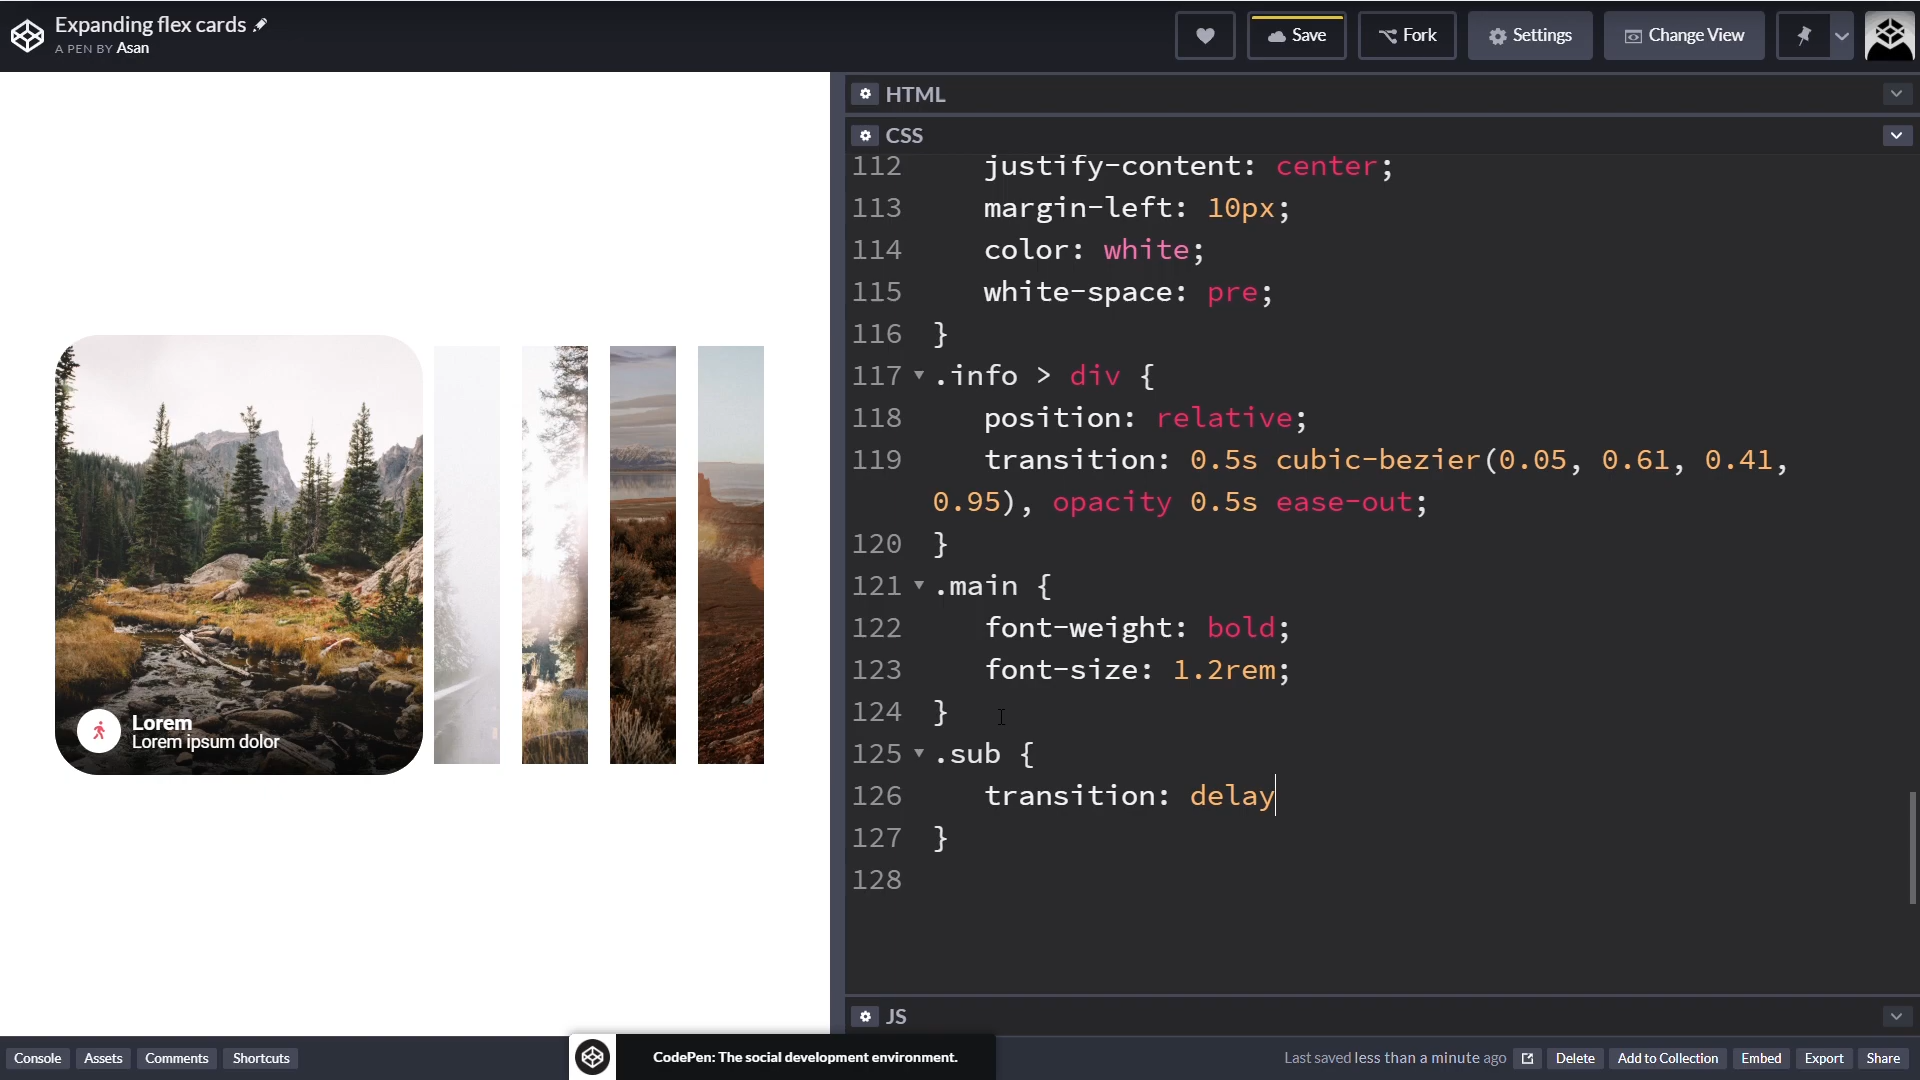 Expanding flex cards
A PEN BY Asan
Save
Fork
Settings
Change View
HTML
CSS
112 justify-content: center;
113 margin-left: 10px;
114 color: white;
115 white-space: pre;
116 }
117 .info > div {
118 position: relative;
119 transition: 0.5s cubic-bezier(0.05, 0.61, 0.41,
0.95), opacity 0.5s ease-out;
120 }
121 .main {
122 font-weight: bold;
123 font-size: 1.2rem;
124 }
125 .sub {
126 transition: delay
127 }
128
Lorem
Lorem ipsum dolor
JS
Console
Assets
Comments
Shortcuts
CodePen: The social development environment.
Last saved less than a minute ago
Delete
Add to Collection
Embed
Export
Share